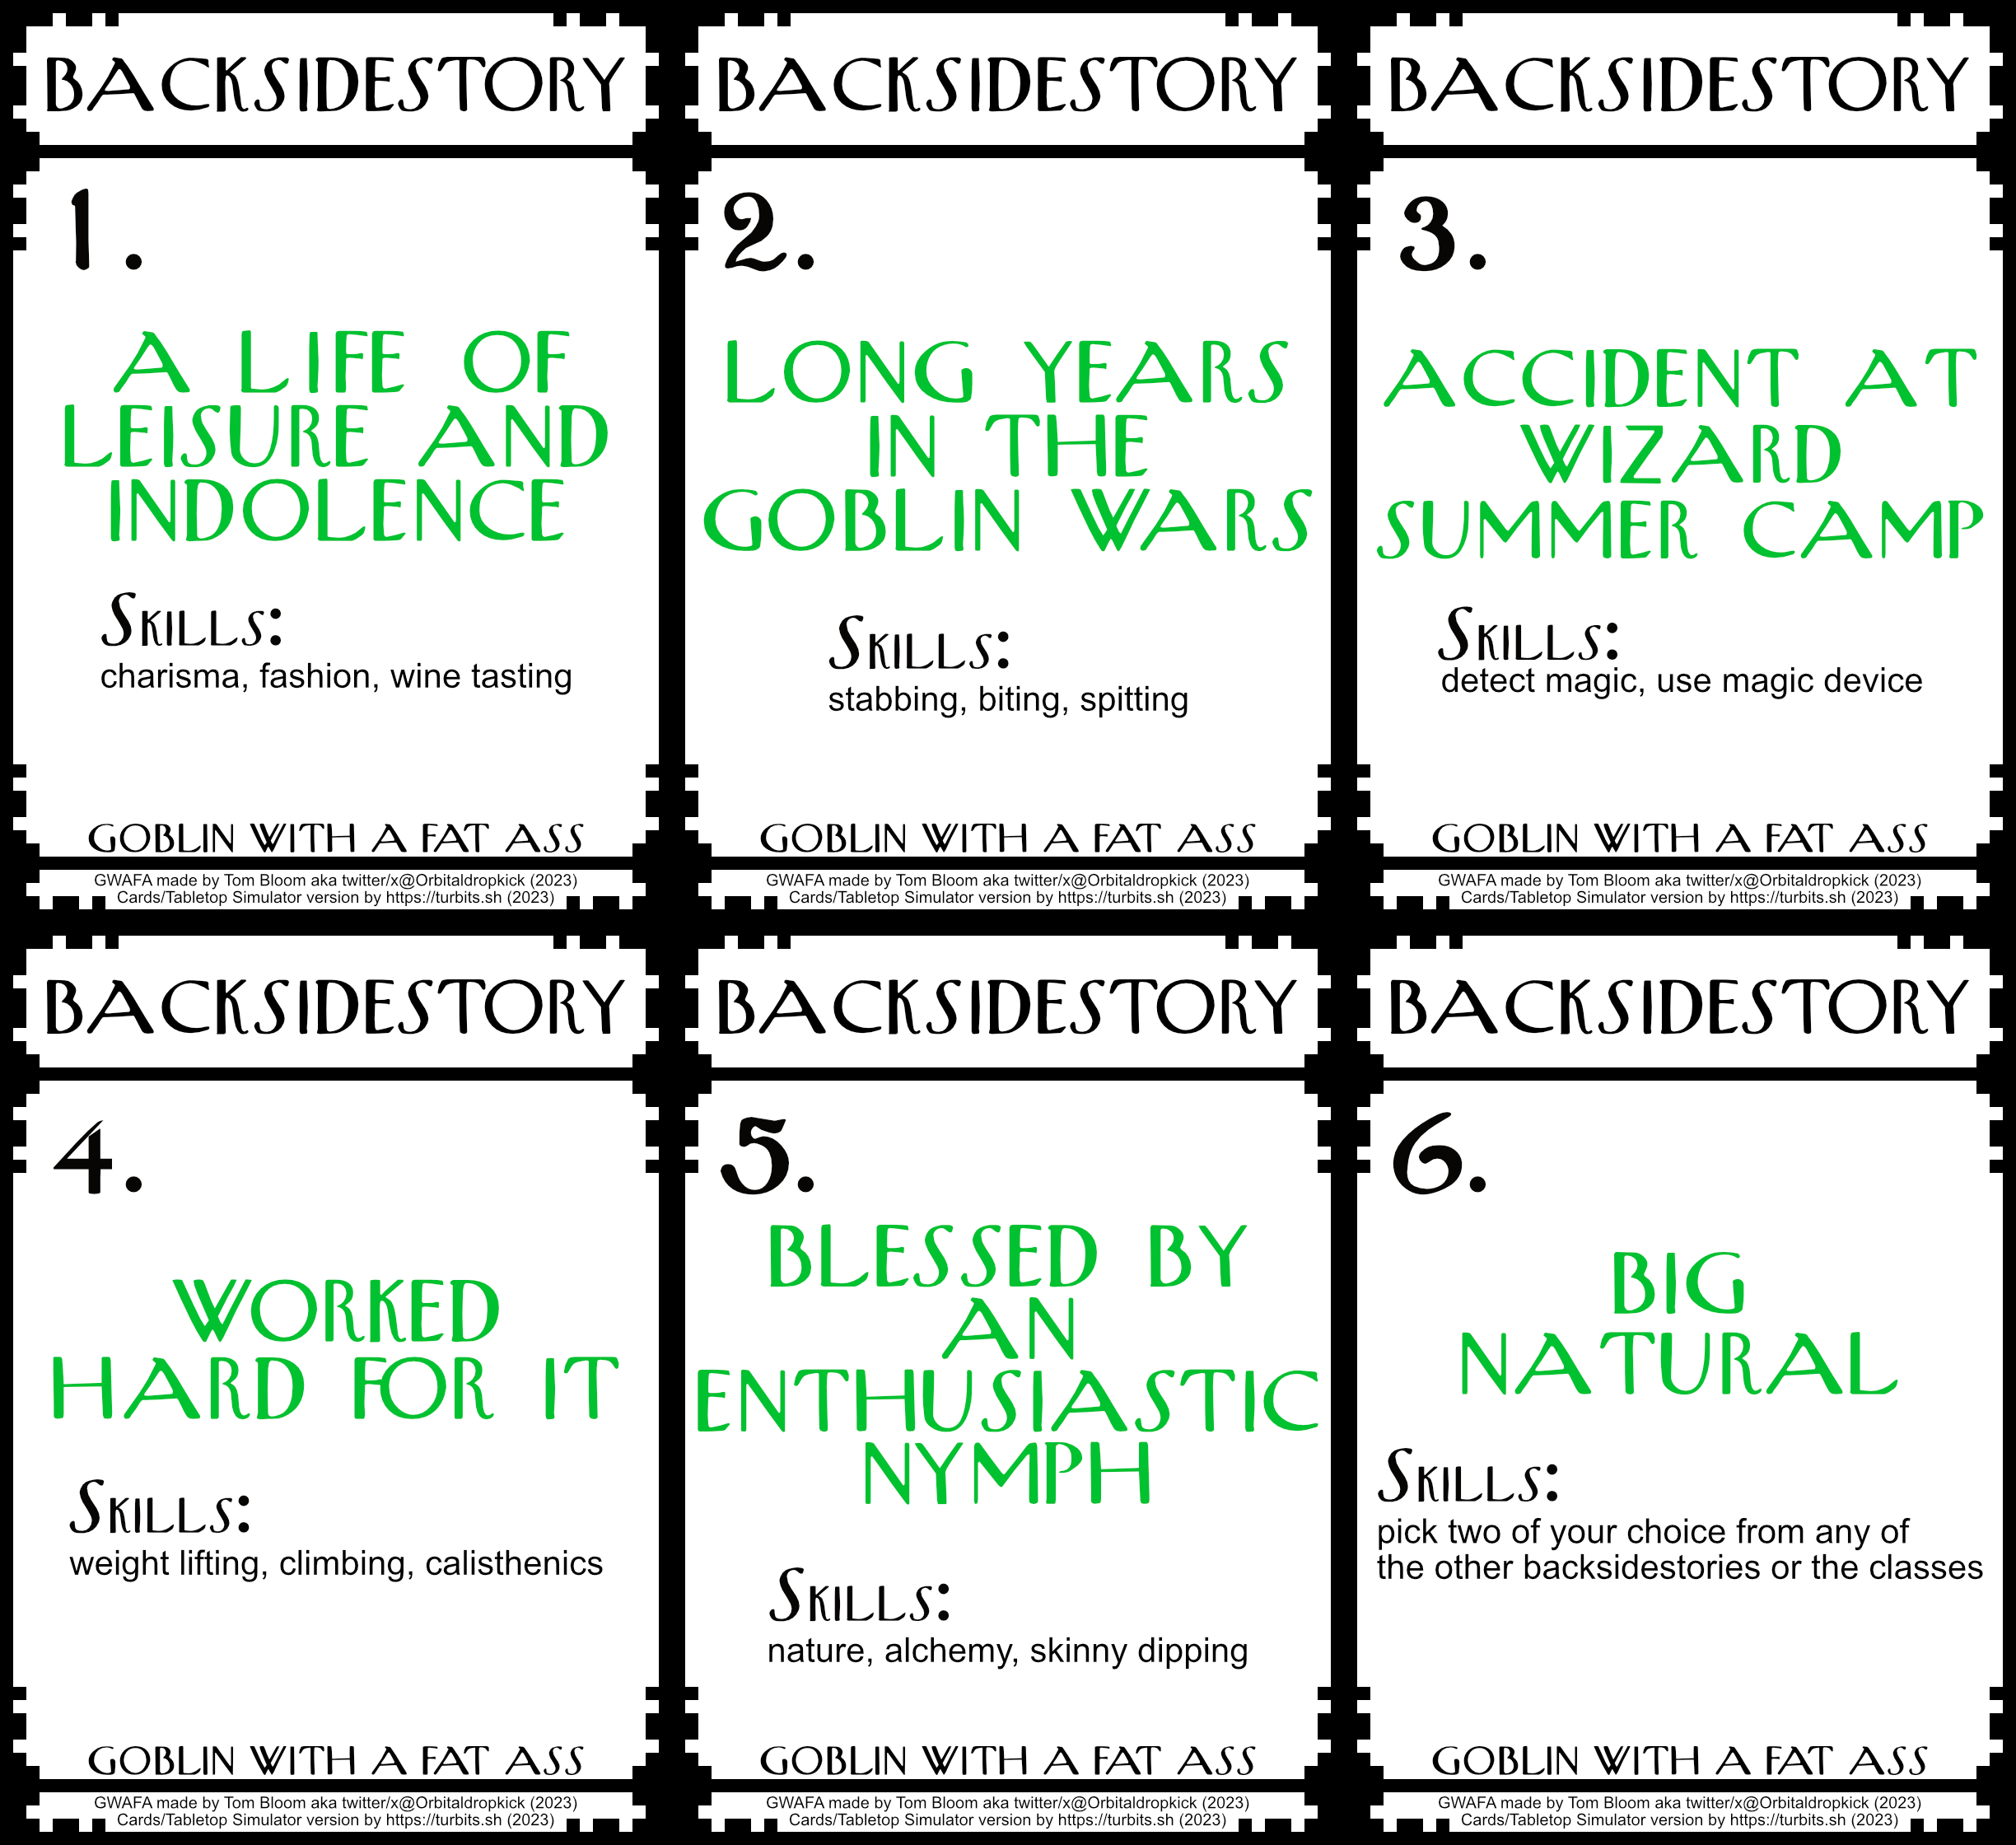 BACKSIDESTORY
1.
A LIFE OF
LEISURE AND
INDOLENCE
SKILLS:
charisma, fashion, wine tasting
GOBLIN WITH A FAT ASS
GWAFA made by Tom Bloom aka twitter/x@Orbitaldropkick (2023)
Cards/Tabletop Simulator version by https://turbits.sh (2023)
BACKSIDESTORY
2.
LONG YEARS
IN THE
GOBLIN WARS
SKILLS:
stabbing, biting, spitting
GOBLIN WITH A FAT ASS
GWAFA made by Tom Bloom aka twitter/x@Orbitaldropkick (2023)
Cards/Tabletop Simulator version by https://turbits.sh (2023)
BACKSIDESTORY
3.
ACCIDENT AT
WIZARD
SUMMER CAMP
SKILLS:
detect magic, use magic device
GOBLIN WITH A FAT ASS
GWAFA made by Tom Bloom aka twitter/x@Orbitaldropkick (2023)
Cards/Tabletop Simulator version by https://turbits.sh (2023)
BACKSIDESTORY
4.
WORKED
HARD FOR IT
SKILLS:
weight lifting, climbing, calisthenics
GOBLIN WITH A FAT ASS
GWAFA made by Tom Bloom aka twitter/x@Orbitaldropkick (2023)
Cards/Tabletop Simulator version by https://turbits.sh (2023)
BACKSIDESTORY
5.
BLESSED BY
AN
ENTHUSIASTIC
NYMPH
SKILLS:
nature, alchemy, skinny dipping
GOBLIN WITH A FAT ASS
GWAFA made by Tom Bloom aka twitter/x@Orbitaldropkick (2023)
Cards/Tabletop Simulator version by https://turbits.sh (2023)
BACKSIDESTORY
6.
BIG
NATURAL
SKILLS:
pick two of your choice from any of
the other backsidestories or the classes
GOBLIN WITH A FAT ASS
GWAFA made by Tom Bloom aka twitter/x@Orbitaldropkick (2023)
Cards/Tabletop Simulator version by https://turbits.sh (2023)